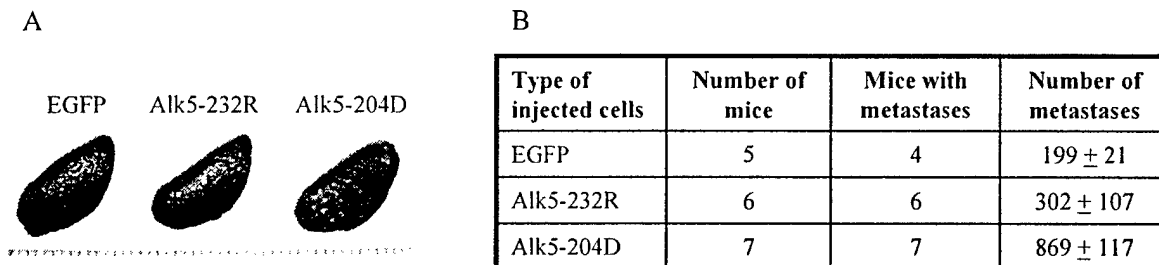 A
EGFP Alk5-232R Alk5-204D
B
Type of injected cells Number of mice Mice with metastases Number of metastases
EGFP 5 4 199 ± 21
Alk5-232R 6 6 302 ± 107
Alk5-204D 7 7 869 ± 117